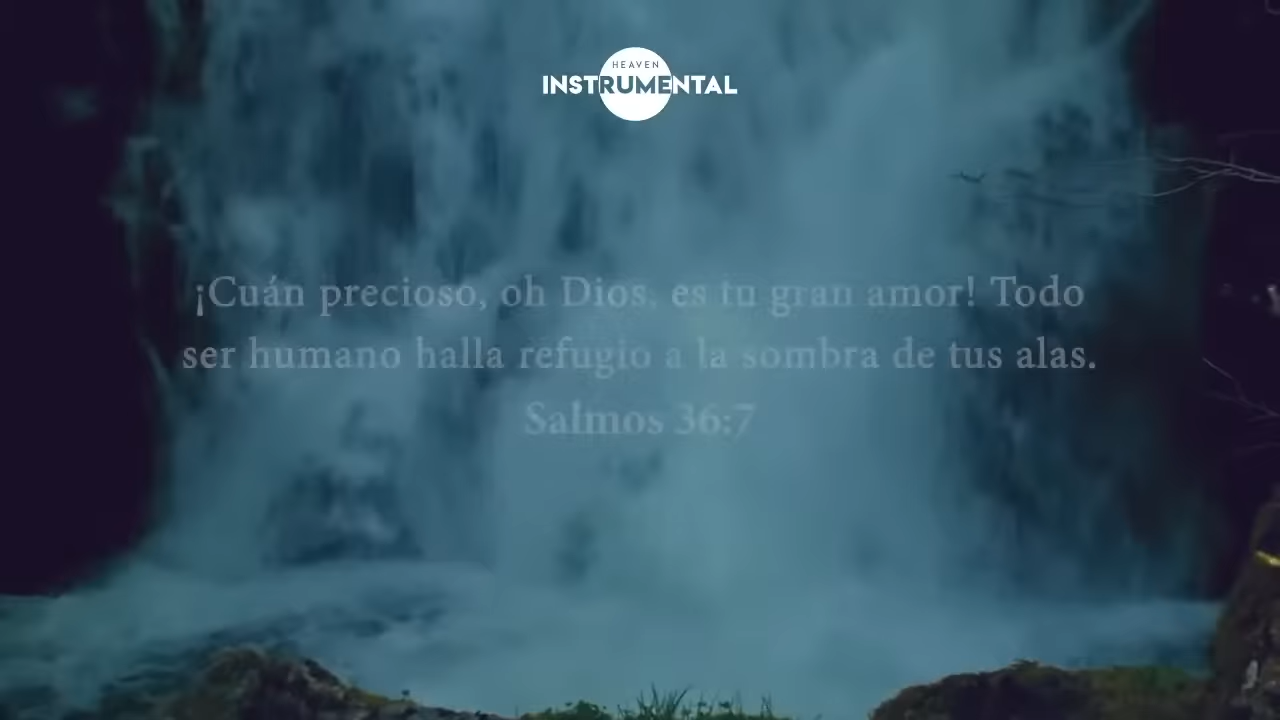 HEAVEN
INSTRUMENTAL
¡Cuán precioso, oh Dios, es tu gran amor! Todo
ser humano halla refugio a la sombra de tus alas.
Salmos 36:7